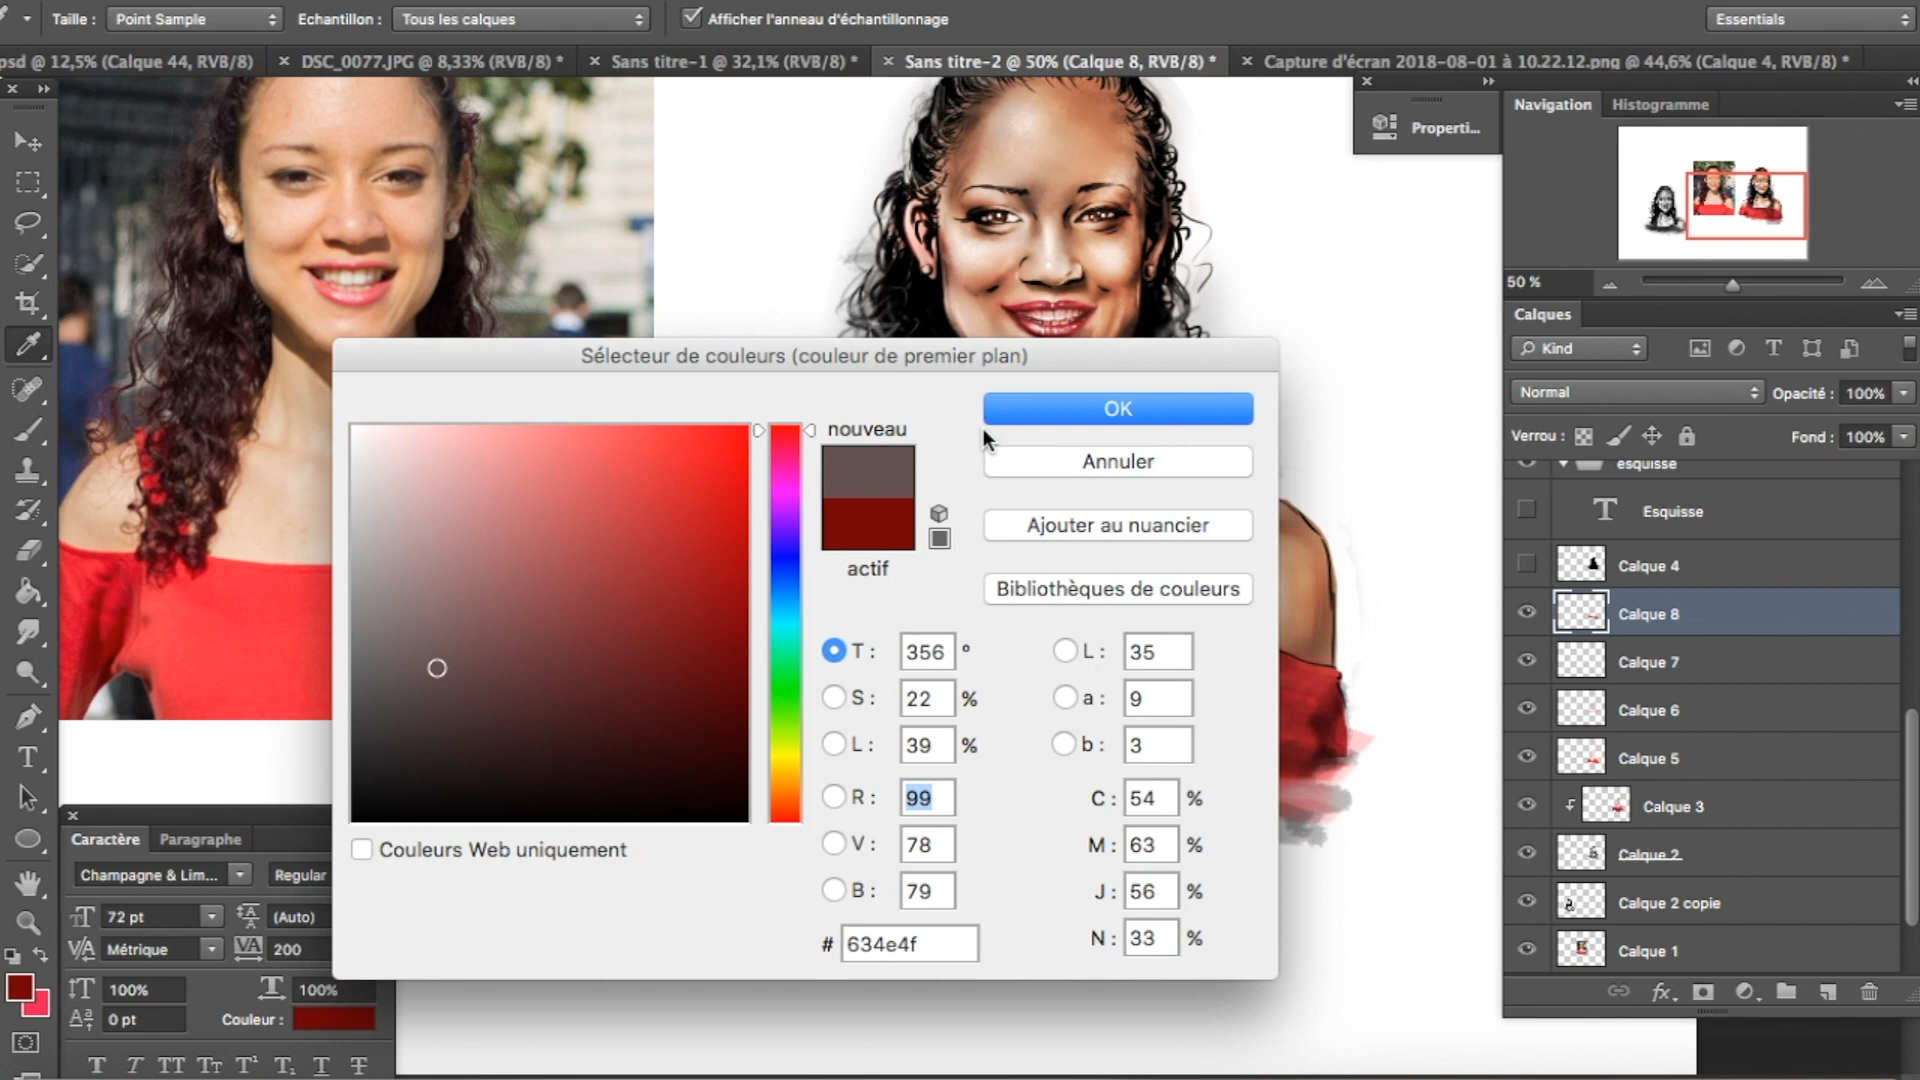 Taille : Point Sample Echantillon : Tous les calques Afficher l'anneau d'échantillonnage Essentials
psd @ 12,5% (Calque 44, RVB/8) × DSC_0077.JPG @ 8,33% (RVB/8) * × Sans titre-1 @ 32,1% (RVB/8) * × Sans titre-2 @ 50% (Calque 8, RVB/8) * × Capture d'écran 2018-08-01 à 10.22.12.png @ 44,6% (Calque 4, RVB/8) *
Properti...
Navigation Histogramme
50 %
Calques
Kind
Normal Opacité : 100%
Verrou : Fond : 100%
esquisse
Esquisse
Calque 4
Calque 8
Calque 7
Calque 6
Calque 5
Calque 3
Calque 2
Calque 2 copie
Calque 1
fx
Sélecteur de couleurs (couleur de premier plan)
nouveau
actif
OK
Annuler
Ajouter au nuancier
Bibliothèques de couleurs
T : 356 ° L : 35
S : 22 % a : 9
L : 39 % b : 3
R : 99 C : 54 %
V : 78 M : 63 %
B : 79 J : 56 %
# 634e4f N : 33 %
Couleurs Web uniquement
Caractère Paragraphe
Champagne & Lim... Regular
72 pt (Auto)
Métrique 200
100% 100%
0 pt Couleur :
T T TT Tt T¹ T₁ T T